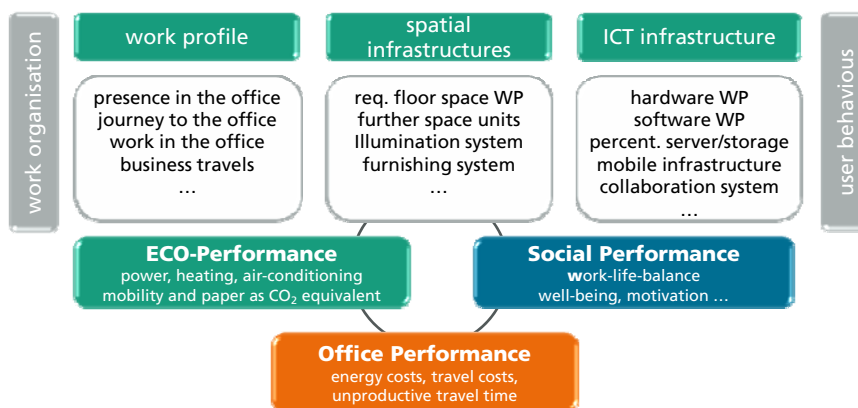 work organisation
work profile
presence in the office
journey to the office
work in the office
business travels
…
spatial
infrastructures
req. floor space WP
further space units
Illumination system
furnishing system
…
ICT infrastructure
hardware WP
software WP
percent. server/storage
mobile infrastructure
collaboration system
…
user behavious
ECO-Performance
power, heating, air-conditioning
mobility and paper as CO₂ equivalent
Social Performance
work-life-balance
well-being, motivation …
Office Performance
energy costs, travel costs,
unproductive travel time